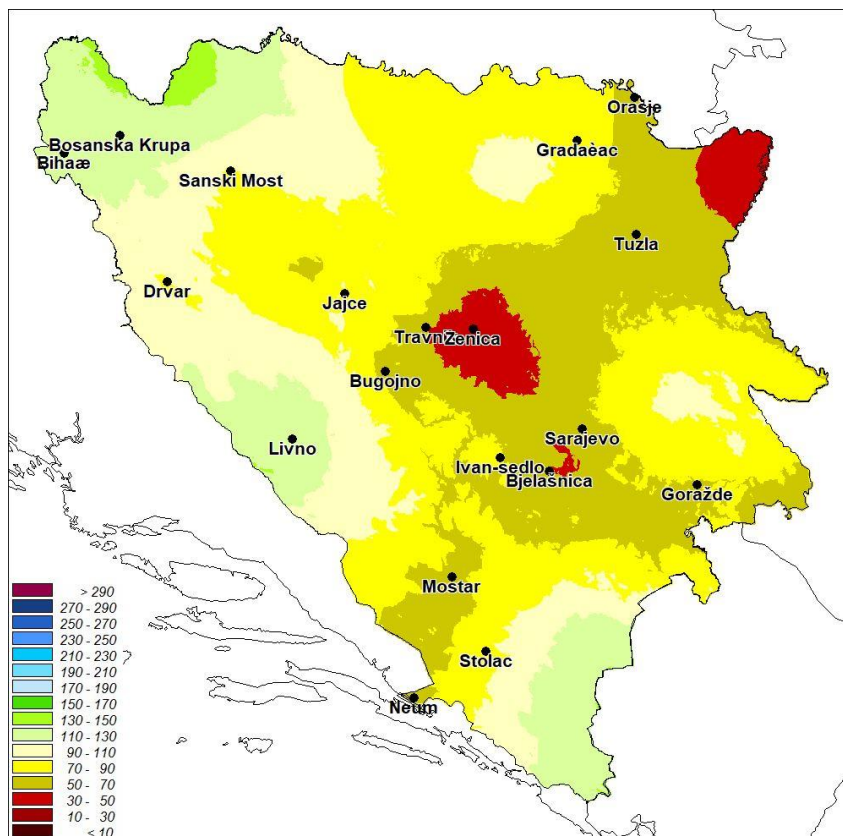 Orašje
Bosanska Krupa
Bihaæ
Gradaèac
Sanski Most
Tuzla
Drvar
Jajce
Travnik
Zenica
Bugojno
Livno
Sarajevo
Ivan-sedlo
Bjelašnica
Goražde
Mostar
Stolac
Neum
> 290
270 - 290
250 - 270
230 - 250
210 - 230
190 - 210
170 - 190
150 - 170
130 - 150
110 - 130
90 - 110
70 - 90
50 - 70
30 - 50
10 - 30
< 10